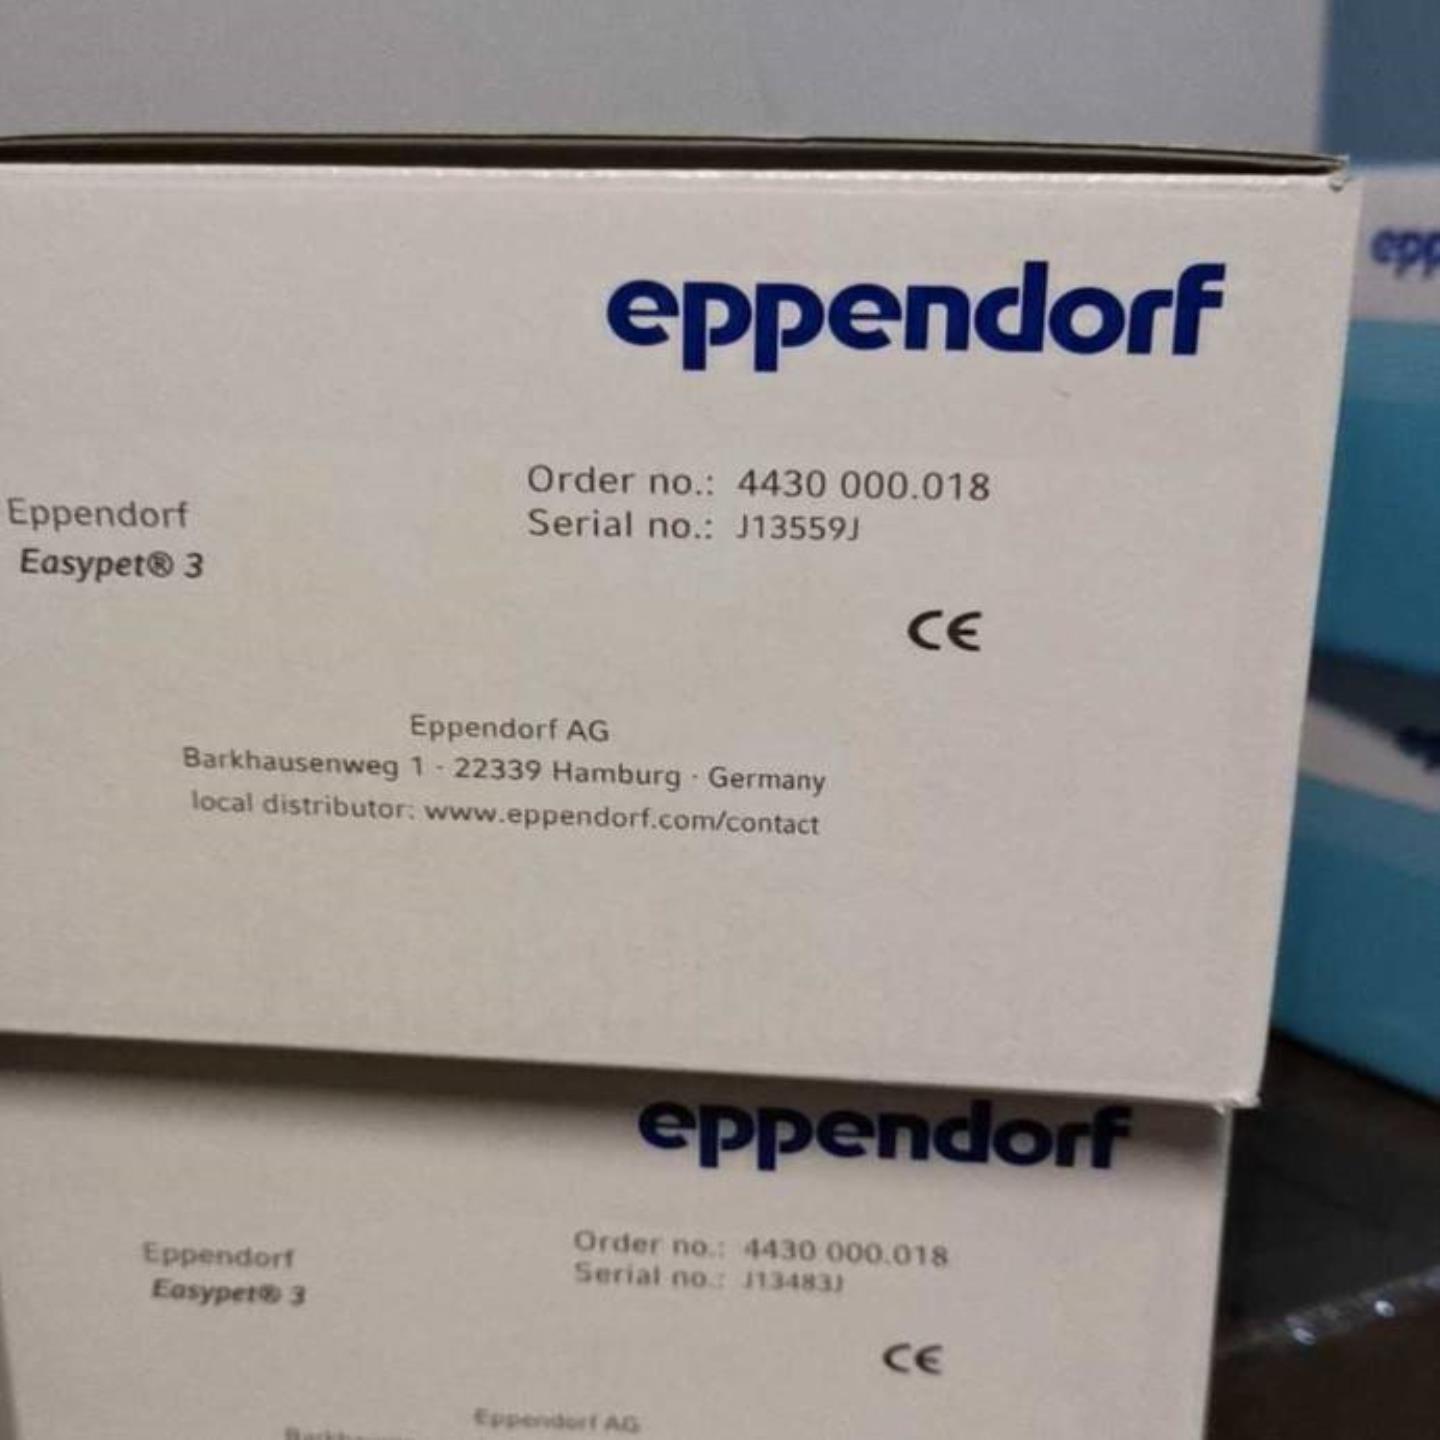 eppendorf
epp
Order no.: 4430 000.018
Serial no.: J13559J
Eppendorf
Easypet® 3
CE
Eppendorf AG
Barkhausenweg 1 - 22339 Hamburg · Germany
local distributor: www.eppendorf.com/contact
eppendorf
Order no.: 4430 000.018
Serial no.: J13483J
Eppendorf
Easypet® 3
CE
Eppendorf AG